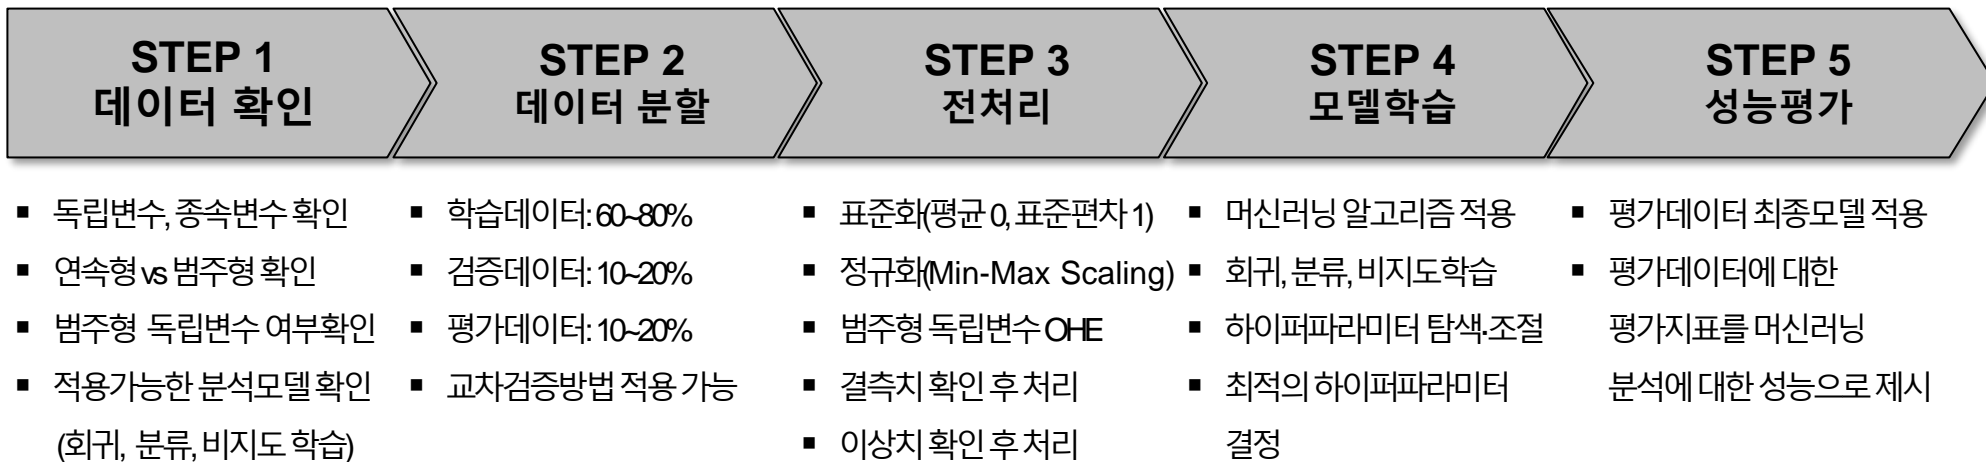 STEP 1
데이터 확인
STEP 2
데이터 분할
STEP 3
전처리
STEP 4
모델학습
STEP 5
성능평가
▪ 독립변수, 종속변수 확인
▪ 연속형 vs 범주형 확인
▪ 범주형 독립변수 여부확인
▪ 적용가능한 분석모델 확인
(회귀, 분류, 비지도 학습)
▪ 학습데이터: 60~80%
▪ 검증데이터: 10~20%
▪ 평가데이터: 10~20%
▪ 교차검증방법 적용 가능
▪ 표준화(평균 0, 표준편차 1)
▪ 정규화(Min-Max Scaling)
▪ 범주형 독립변수 OHE
▪ 결측치 확인 후 처리
▪ 이상치 확인 후 처리
▪ 머신러닝 알고리즘 적용
▪ 회귀, 분류, 비지도학습
▪ 하이퍼파라미터 탐색·조절
▪ 최적의 하이퍼파라미터
결정
▪ 평가데이터 최종모델 적용
▪ 평가데이터에 대한
평가지표를 머신러닝
분석에 대한 성능으로 제시